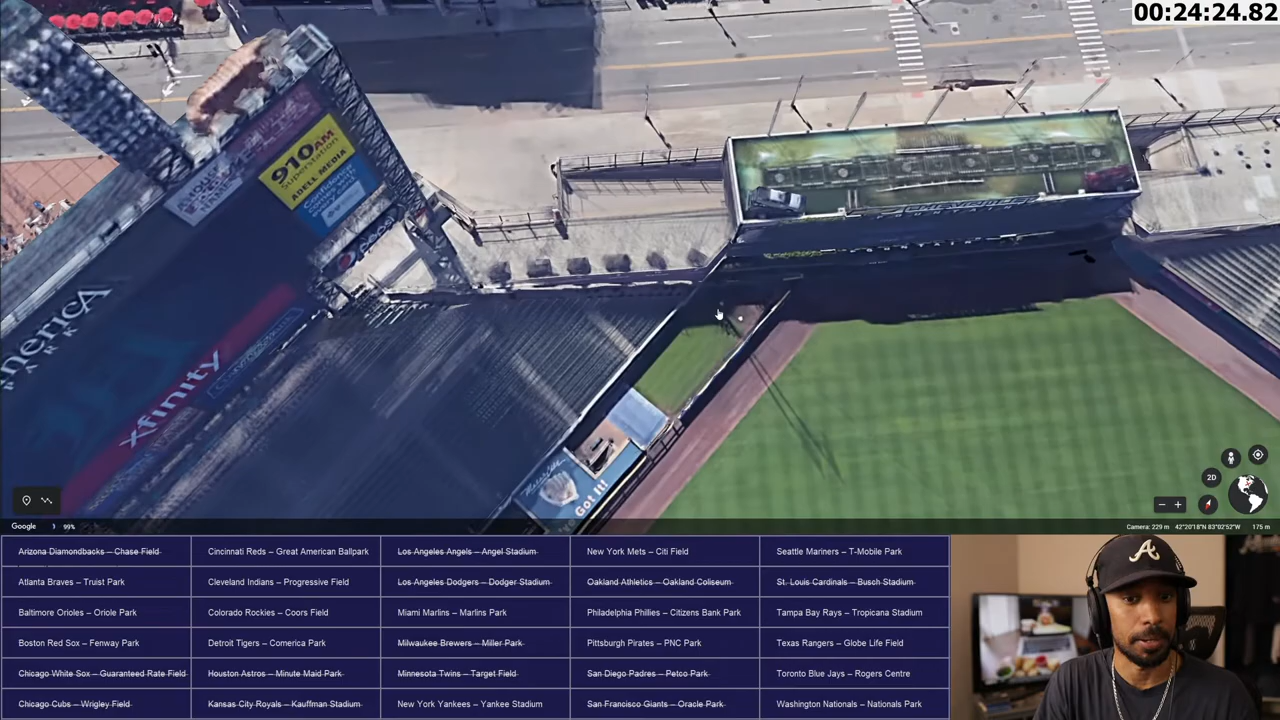 00:24:24.82
910AM
Superstation
ADELL MEDIA
pepsi
nerica
PARK
xfinity
MotorCity
Got It!
2D
Google
99%
Camera: 229 m 42°20'18"N 83°02'52"W 175 m
Arizona Diamondbacks – Chase Field
Cincinnati Reds – Great American Ballpark
Los Angeles Angels – Angel Stadium
New York Mets – Citi Field
Seattle Mariners – T-Mobile Park
Atlanta Braves – Truist Park
Cleveland Indians – Progressive Field
Los Angeles Dodgers – Dodger Stadium
Oakland Athletics – Oakland Coliseum
St. Louis Cardinals – Busch Stadium
Baltimore Orioles – Oriole Park
Colorado Rockies – Coors Field
Miami Marlins – Marlins Park
Philadelphia Phillies – Citizens Bank Park
Tampa Bay Rays – Tropicana Stadium
Boston Red Sox – Fenway Park
Detroit Tigers – Comerica Park
Milwaukee Brewers – Miller Park
Pittsburgh Pirates – PNC Park
Texas Rangers – Globe Life Field
Chicago White Sox – Guaranteed Rate Field
Houston Astros – Minute Maid Park
Minnesota Twins – Target Field
San Diego Padres – Petco Park
Toronto Blue Jays – Rogers Centre
Chicago Cubs – Wrigley Field
Kansas City Royals – Kauffman Stadium
New York Yankees – Yankee Stadium
San Francisco Giants – Oracle Park
Washington Nationals – Nationals Park
A